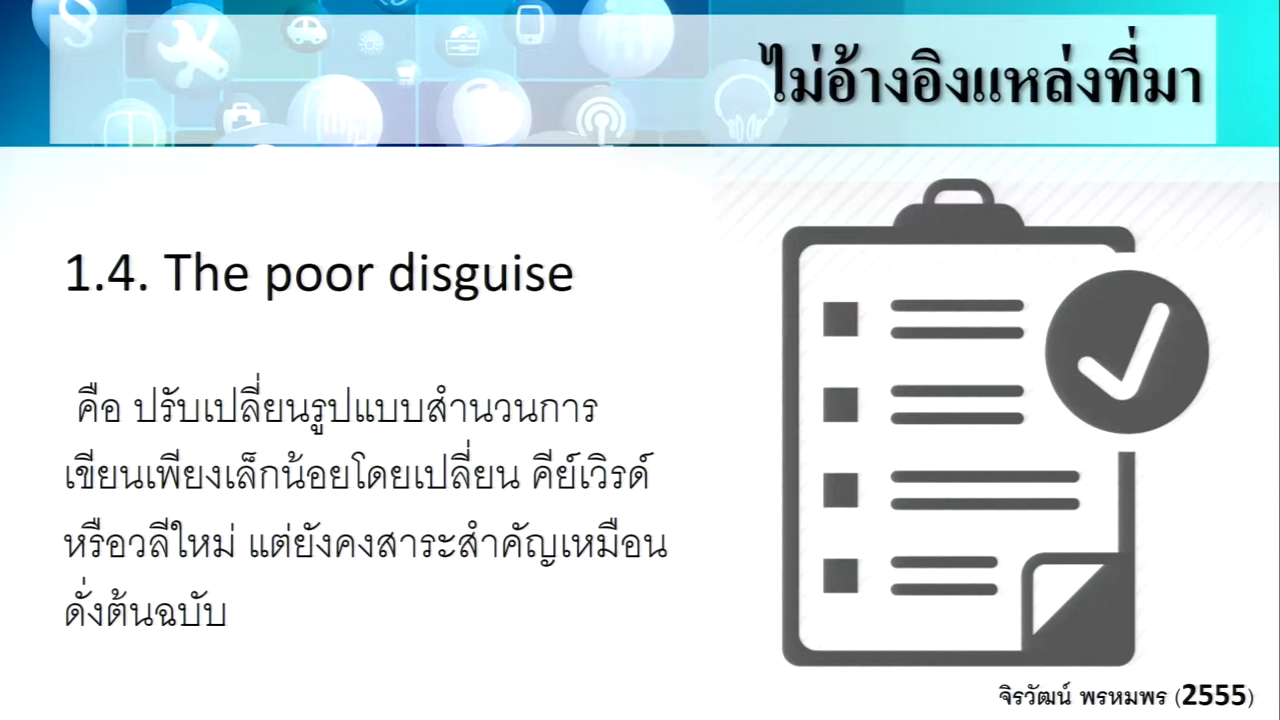 ไม่อ้างอิงแหล่งที่มา
1.4. The poor disguise
คือ ปรับเปลี่ยนรูปแบบสำนวนการ
เขียนเพียงเล็กน้อยโดยเปลี่ยน คีย์เวิรด์
หรือวลีใหม่ แต่ยังคงสาระสำคัญเหมือน
ดั่งต้นฉบับ
จิรวัฒน์ พรหมพร (2555)